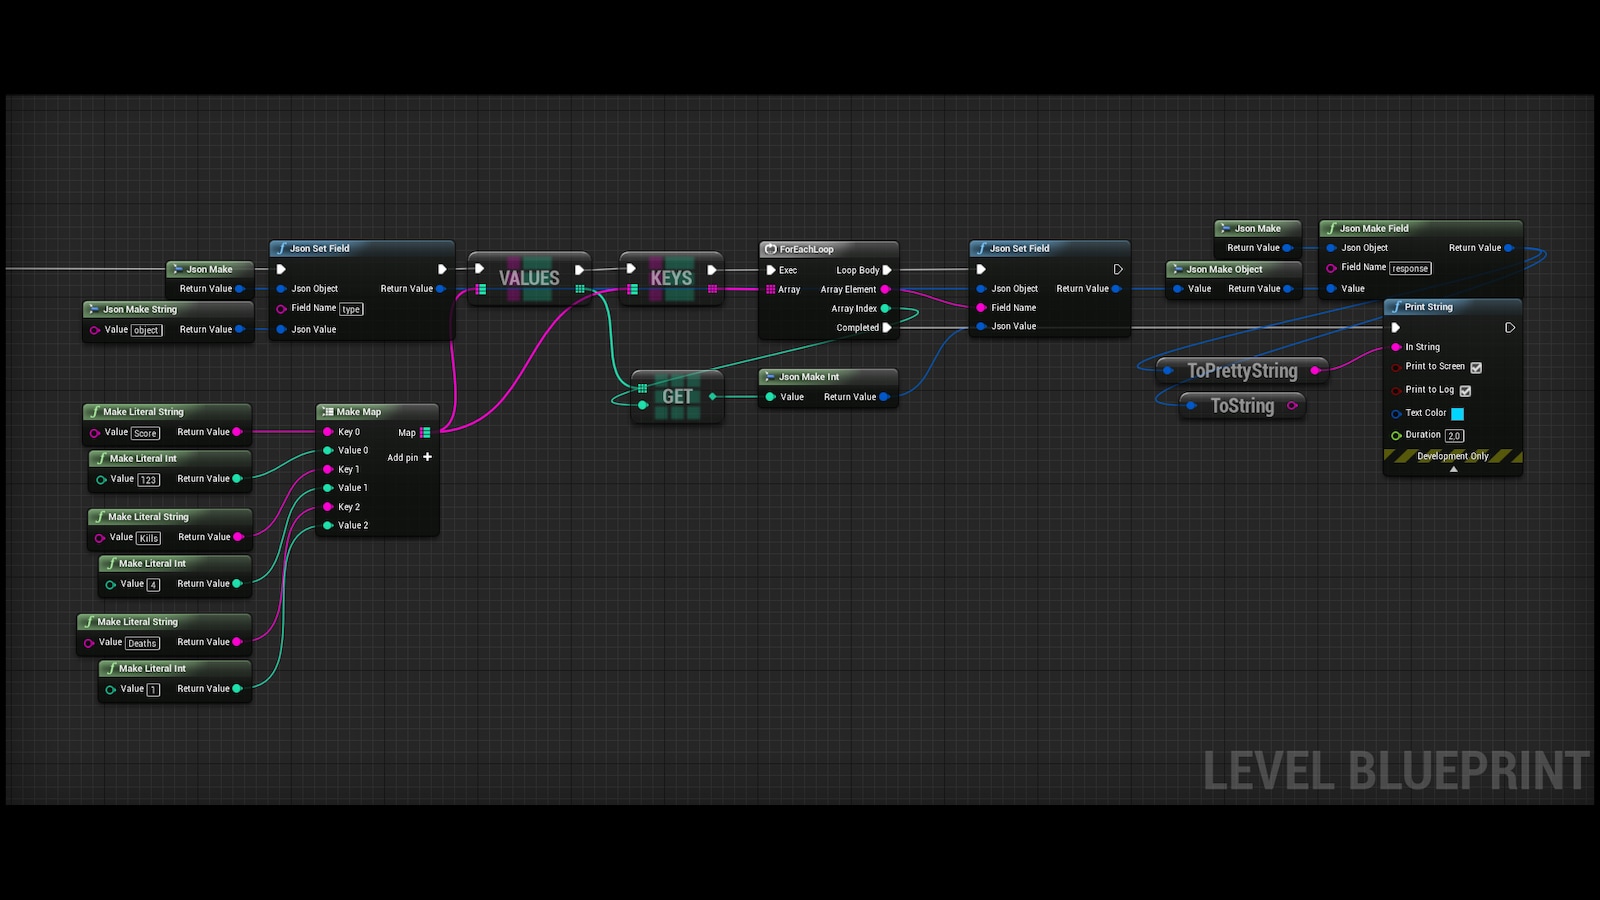 Json Make
Return Value
Json Make String
Value object Return Value
Json Set Field
Json Object Return Value
Field Name type
Json Value
VALUES
KEYS
ForEachLoop
Exec Loop Body
Array Array Element
Array Index
Completed
Json Set Field
Json Object Return Value
Field Name
Json Value
Json Make
Return Value
Json Make Object
Value Return Value
Json Make Field
Json Object Return Value
Field Name response
Value
Print String
In String
Print to Screen
Print to Log
Text Color
Duration 2,0
Development Only
ToPrettyString
ToString
GET
Json Make Int
Value Return Value
Make Literal String
Value Score Return Value
Make Literal Int
Value 123 Return Value
Make Literal String
Value Kills Return Value
Make Literal Int
Value 4 Return Value
Make Literal String
Value Deaths Return Value
Make Literal Int
Value 1 Return Value
Make Map
Key 0 Map
Value 0 Add pin
Key 1
Value 1
Key 2
Value 2
LEVEL BLUEPRINT